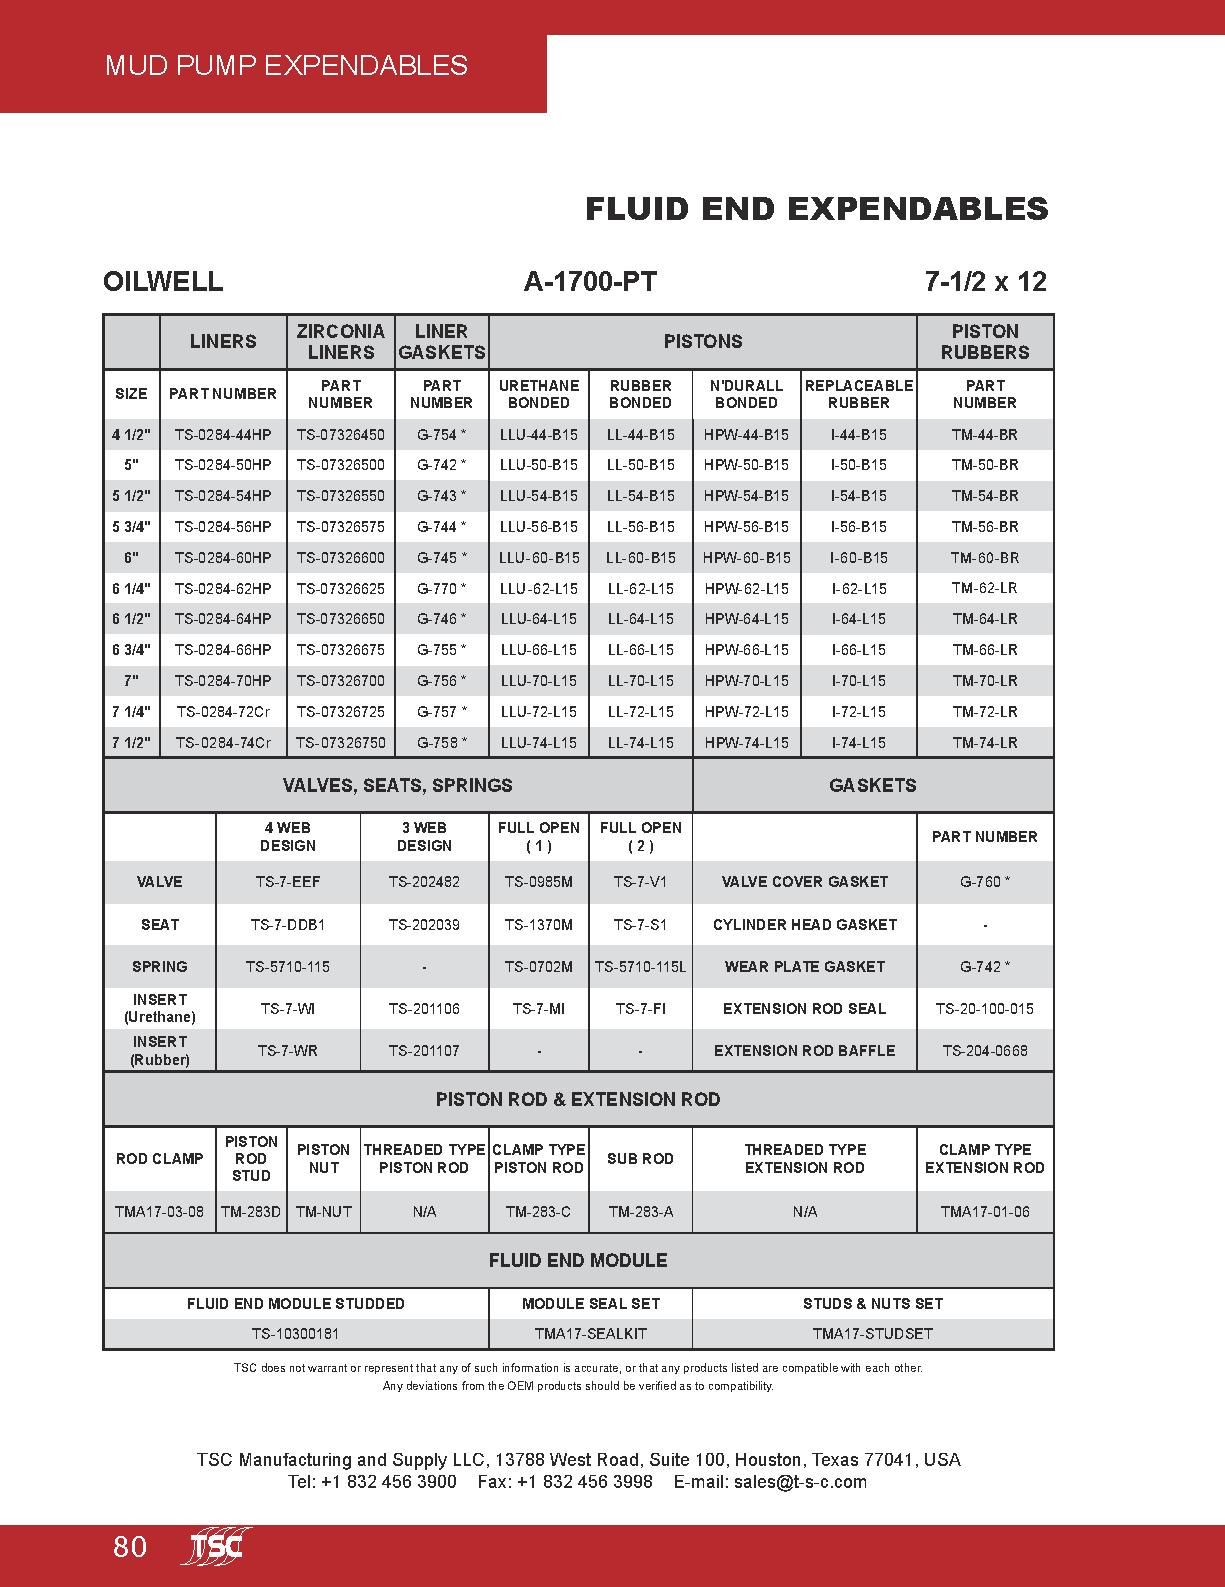 MUD PUMP EXPENDABLES
FLUID END EXPENDABLES
OILWELL A-1700-PT 7-1/2 x 12
LINERS ZIRCONIA LINERS LINER GASKETS PISTONS PISTON RUBBERS
SIZE PART NUMBER PART NUMBER PART NUMBER URETHANE BONDED RUBBER BONDED N'DURALL BONDED REPLACEABLE RUBBER PART NUMBER
4 1/2" TS-0284-44HP TS-07326450 G-754 * LLU-44-B15 LL-44-B15 HPW-44-B15 I-44-B15 TM-44-BR
5" TS-0284-50HP TS-07326500 G-742 * LLU-50-B15 LL-50-B15 HPW-50-B15 I-50-B15 TM-50-BR
5 1/2" TS-0284-54HP TS-07326550 G-743 * LLU-54-B15 LL-54-B15 HPW-54-B15 I-54-B15 TM-54-BR
5 3/4" TS-0284-56HP TS-07326575 G-744 * LLU-56-B15 LL-56-B15 HPW-56-B15 I-56-B15 TM-56-BR
6" TS-0284-60HP TS-07326600 G-745 * LLU-60-B15 LL-60-B15 HPW-60-B15 I-60-B15 TM-60-BR
6 1/4" TS-0284-62HP TS-07326625 G-770 * LLU-62-L15 LL-62-L15 HPW-62-L15 I-62-L15 TM-62-LR
6 1/2" TS-0284-64HP TS-07326650 G-746 * LLU-64-L15 LL-64-L15 HPW-64-L15 I-64-L15 TM-64-LR
6 3/4" TS-0284-66HP TS-07326675 G-755 * LLU-66-L15 LL-66-L15 HPW-66-L15 I-66-L15 TM-66-LR
7" TS-0284-70HP TS-07326700 G-756 * LLU-70-L15 LL-70-L15 HPW-70-L15 I-70-L15 TM-70-LR
7 1/4" TS-0284-72Cr TS-07326725 G-757 * LLU-72-L15 LL-72-L15 HPW-72-L15 I-72-L15 TM-72-LR
7 1/2" TS-0284-74Cr TS-07326750 G-758 * LLU-74-L15 LL-74-L15 HPW-74-L15 I-74-L15 TM-74-LR
VALVES, SEATS, SPRINGS GASKETS
4 WEB DESIGN 3 WEB DESIGN FULL OPEN ( 1 ) FULL OPEN ( 2 ) PART NUMBER
VALVE TS-7-EEF TS-202482 TS-0985M TS-7-V1 VALVE COVER GASKET G-760 *
SEAT TS-7-DDB1 TS-202039 TS-1370M TS-7-S1 CYLINDER HEAD GASKET -
SPRING TS-5710-115 - TS-0702M TS-5710-115L WEAR PLATE GASKET G-742 *
INSERT (Urethane) TS-7-WI TS-201106 TS-7-MI TS-7-FI EXTENSION ROD SEAL TS-20-100-015
INSERT (Rubber) TS-7-WR TS-201107 - - EXTENSION ROD BAFFLE TS-204-0668
PISTON ROD & EXTENSION ROD
ROD CLAMP PISTON ROD STUD PISTON NUT THREADED TYPE PISTON ROD CLAMP TYPE PISTON ROD SUB ROD THREADED TYPE EXTENSION ROD CLAMP TYPE EXTENSION ROD
TMA17-03-08 TM-283D TM-NUT N/A TM-283-C TM-283-A N/A TMA17-01-06
FLUID END MODULE
FLUID END MODULE STUDDED MODULE SEAL SET STUDS & NUTS SET
TS-10300181 TMA17-SEALKIT TMA17-STUDSET
TSC does not warrant or represent that any of such information is accurate, or that any products listed are compatible with each other.
Any deviations from the OEM products should be verified as to compatibility.
TSC Manufacturing and Supply LLC, 13788 West Road, Suite 100, Houston, Texas 77041, USA
Tel: +1 832 456 3900 Fax: +1 832 456 3998 E-mail: sales@t-s-c.com
80 TSC